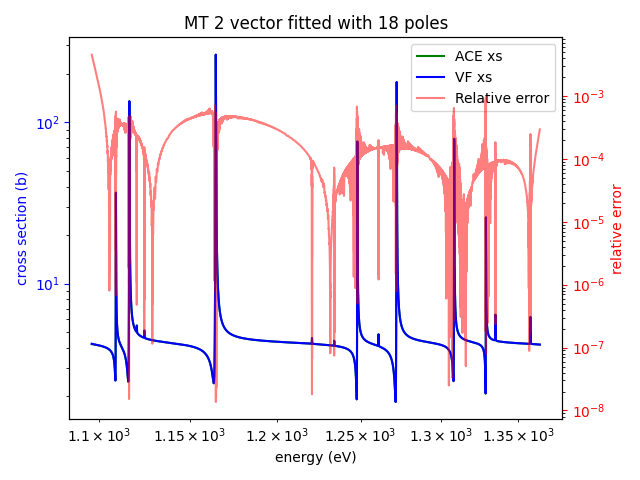 MT 2 vector fitted with 18 poles
ACE xs
VF xs
Relative error
cross section (b)
10²
10¹
relative error
10⁻³
10⁻⁴
10⁻⁵
10⁻⁶
10⁻⁷
10⁻⁸
1.1 × 10³ 1.15 × 10³ 1.2 × 10³ 1.25 × 10³ 1.3 × 10³ 1.35 × 10³
energy (eV)